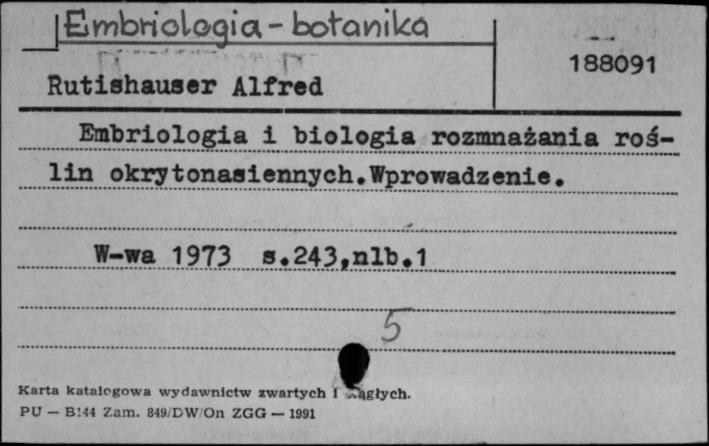 Embriologia - botanika
188091
Rutishauser Alfred
Embriologia i biologia rozmnażania roś-
lin okrytonasiennych.Wprowadzenie.
W-wa 1973 s.243,nlb.1
5
Karta katalogowa wydawnictw zwartych i
PU — B144 Zam. 849/DW/On ZGG — 1991